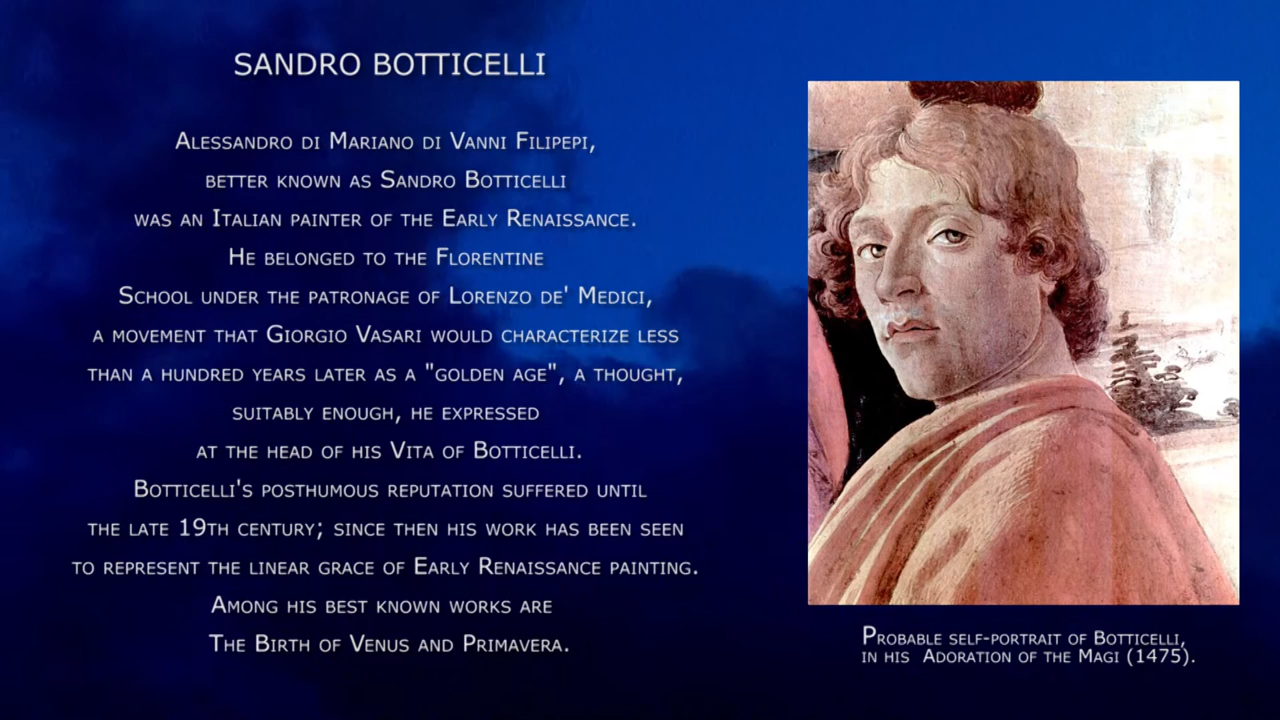 SANDRO BOTTICELLI
Alessandro di Mariano di Vanni Filipepi,
better known as Sandro Botticelli
was an Italian painter of the Early Renaissance.
He belonged to the Florentine
School under the patronage of Lorenzo de' Medici,
a movement that Giorgio Vasari would characterize less
than a hundred years later as a "golden age", a thought,
suitably enough, he expressed
at the head of his Vita of Botticelli.
Botticelli's posthumous reputation suffered until
the late 19th century; since then his work has been seen
to represent the linear grace of Early Renaissance painting.
Among his best known works are
The Birth of Venus and Primavera.
Probable self-portrait of Botticelli,
in his Adoration of the Magi (1475).